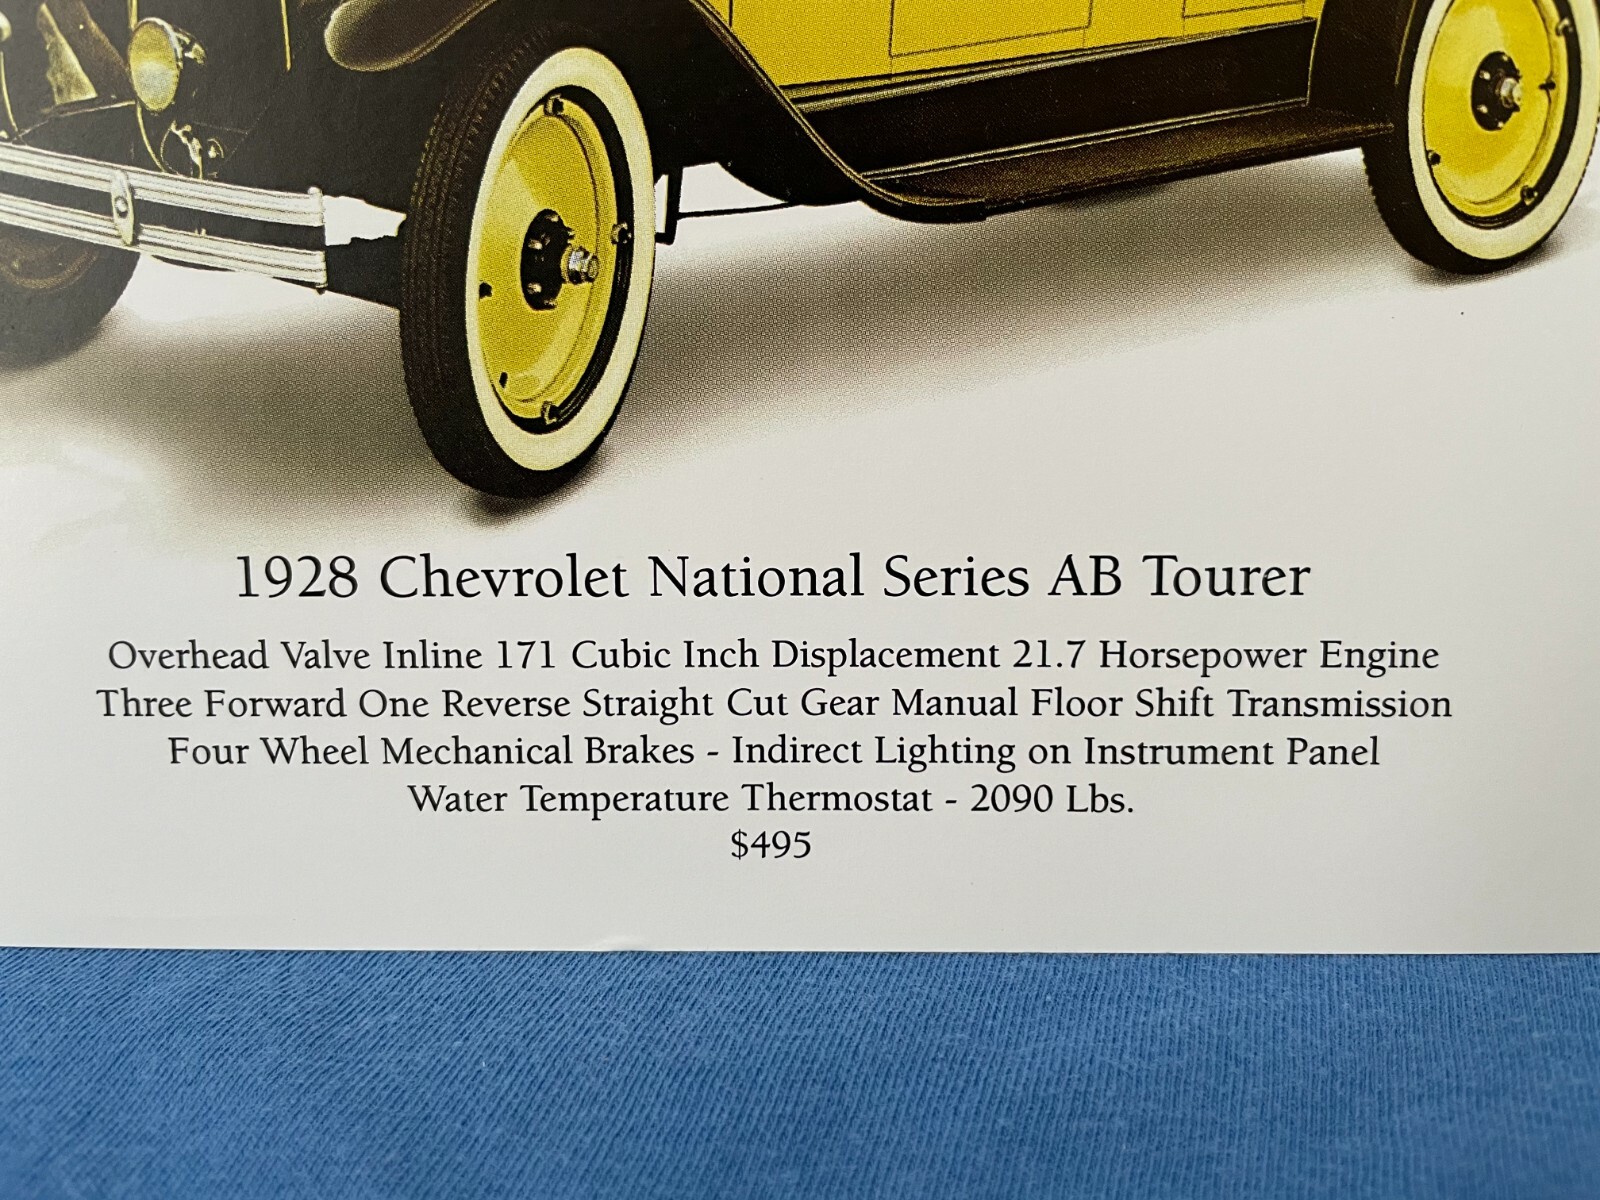 1928 Chevrolet National Series AB Tourer
Overhead Valve Inline 171 Cubic Inch Displacement 21.7 Horsepower Engine
Three Forward One Reverse Straight Cut Gear Manual Floor Shift Transmission
Four Wheel Mechanical Brakes - Indirect Lighting on Instrument Panel
Water Temperature Thermostat - 2090 Lbs.
$495